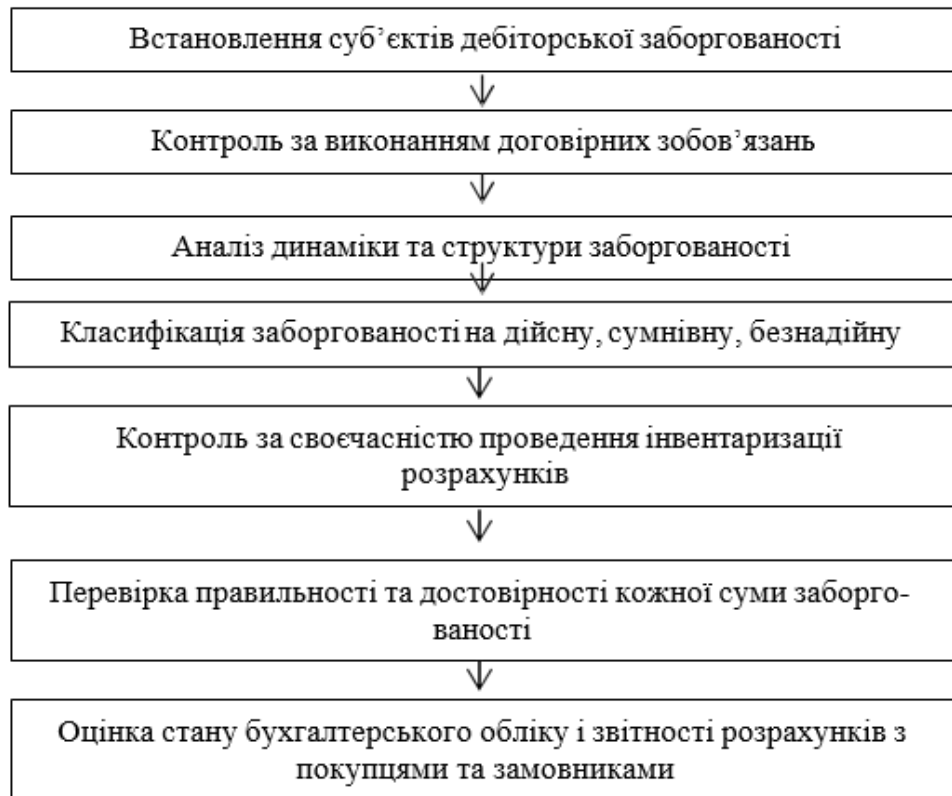 Встановлення суб’єктів дебіторської заборгованості
Контроль за виконанням договірних зобов’язань
Аналіз динаміки та структури заборгованості
Класифікація заборгованості на дійсну, сумнівну, безнадійну
Контроль за своєчасністю проведення інвентаризації
розрахунків
Перевірка правильності та достовірності кожної суми заборго-
ваності
Оцінка стану бухгалтерського обліку і звітності розрахунків з
покупцями та замовниками